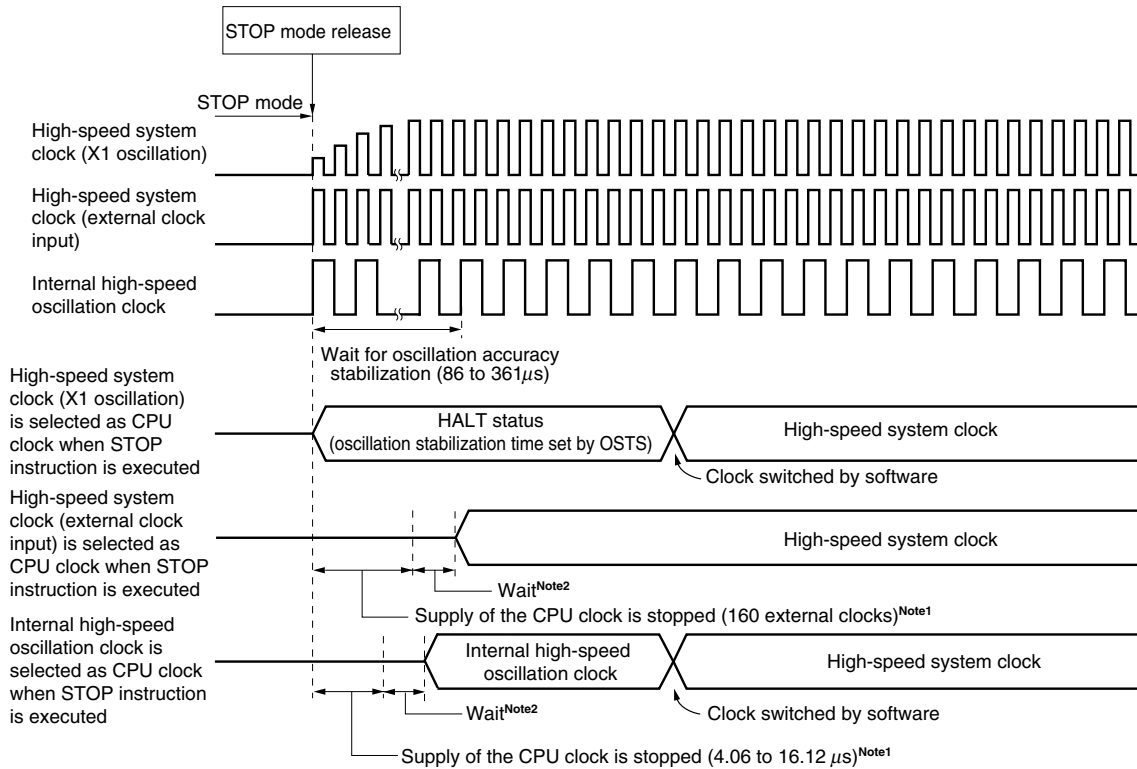 STOP mode release
STOP mode
High-speed system
clock (X1 oscillation)
High-speed system
clock (external clock
input)
Internal high-speed
oscillation clock
Wait for oscillation accuracy
stabilization (86 to 361μs)
High-speed system
clock (X1 oscillation)
is selected as CPU
clock when STOP
instruction is executed
HALT status
(oscillation stabilization time set by OSTS)
High-speed system clock
Clock switched by software
High-speed system
clock (external clock
input) is selected as
CPU clock when STOP
instruction is executed
High-speed system clock
WaitNote2
Supply of the CPU clock is stopped (160 external clocks)Note1
Internal high-speed
oscillation clock is
selected as CPU clock
when STOP instruction
is executed
Internal high-speed
oscillation clock
High-speed system clock
WaitNote2
Clock switched by software
Supply of the CPU clock is stopped (4.06 to 16.12 μs)Note1